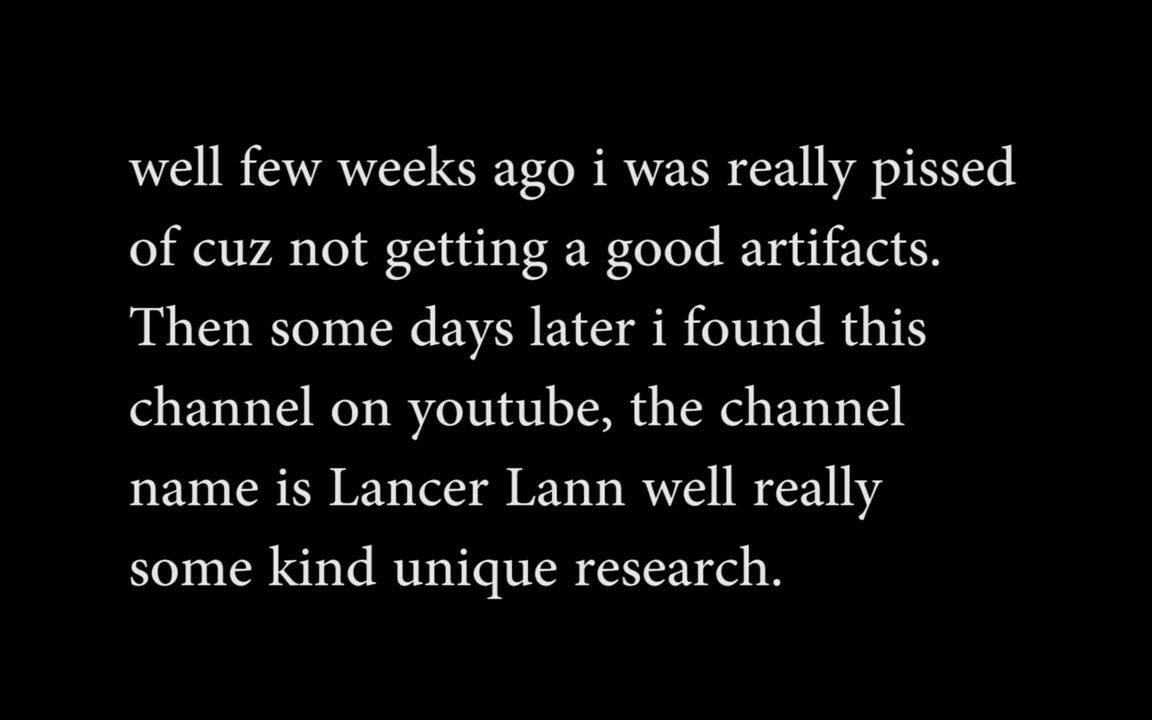 well few weeks ago i was really pissed
of cuz not getting a good artifacts.
Then some days later i found this
channel on youtube, the channel
name is Lancer Lann well really
some kind unique research.